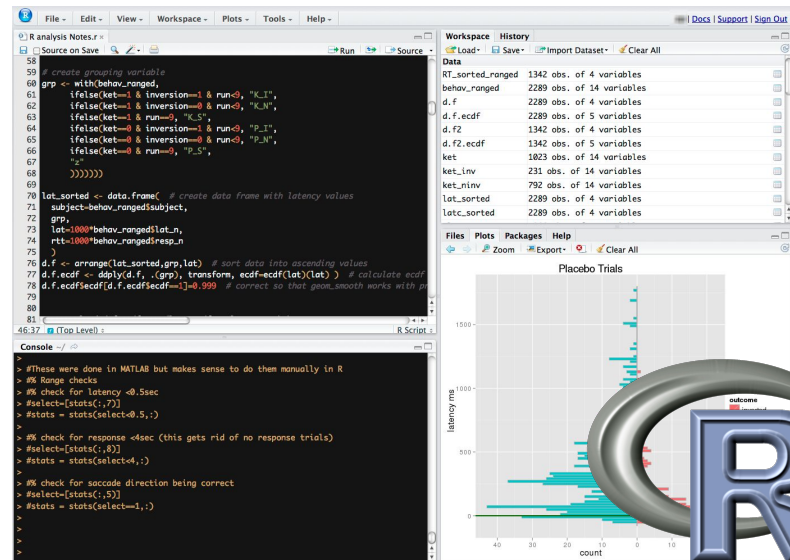 File Edit View Workspace Plots Tools Help
Docs | Support | Sign Out
R analysis Notes.r
Source on Save
Run Source
58
59 # create grouping variable
60 grp <- with(behav_ranged,
61 ifelse(ket==1 & inversion==1 & run<9, "K_I",
62 ifelse(ket==1 & inversion==0 & run<9, "K_N",
63 ifelse(ket==1 & run==9, "K_S",
64 ifelse(ket==0 & inversion==1 & run<9, "P_I",
65 ifelse(ket==0 & inversion==0 & run<9, "P_N",
66 ifelse(ket==0 & run==9, "P_S",
67 "z"
68 )))))))
69
70 lat_sorted <- data.frame( # create data frame with latency values
71 subject=behav_ranged$subject,
72 grp,
73 lat=1000*behav_ranged$lat_n,
74 rtt=1000*behav_ranged$resp_n
75 )
76 d.f <- arrange(lat_sorted,grp,lat) # sort data into ascending values
77 d.f.ecdf <- ddply(d.f, .(grp), transform, ecdf=ecdf(lat)(lat) ) # calculate ecdf
78 d.f.ecdf$ecdf[d.f.ecdf$ecdf==1]=0.999 # correct so that geom_smooth works with pr
79
80
81
46:37 (Top Level) R Script
Console ~/
>
> #These were done in MATLAB but makes sense to do them manually in R
> #% Range checks
> #% check for latency <0.5sec
> #select=[stats(:,7)]
> #stats = stats(select<0.5,:)
>
> #% check for response <4sec (this gets rid of no response trials)
> #select=[stats(:,8)]
> #stats = stats(select<4,:)
>
> #% check for saccade direction being correct
> #select=[stats(:,5)]
> #stats = stats(select==1,:)
>
>
>
>
Workspace History
Load Save Import Dataset Clear All
Data
RT_sorted_ranged 1342 obs. of 4 variables
behav_ranged 2289 obs. of 14 variables
d.f 2289 obs. of 4 variables
d.f.ecdf 2289 obs. of 5 variables
d.f2 1342 obs. of 4 variables
d.f2.ecdf 1342 obs. of 5 variables
ket 1023 obs. of 14 variables
ket_inv 231 obs. of 14 variables
ket_ninv 792 obs. of 14 variables
lat_sorted 2289 obs. of 4 variables
latc_sorted 2289 obs. of 4 variables
Files Plots Packages Help
Zoom Export Clear All
Placebo Trials
1500
1000
500
0
latency ms
outcome
40 30 20 10 0 10
count
R